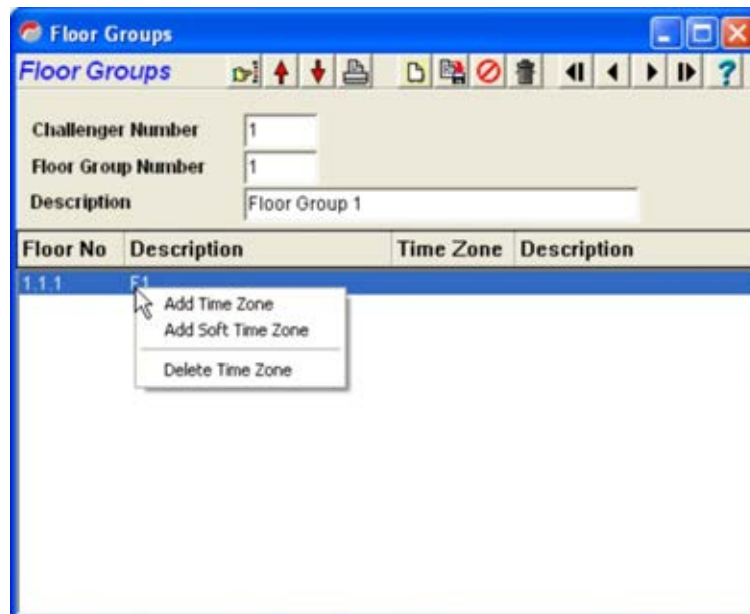 Floor Groups
Floor Groups ?
Challenger Number 1
Floor Group Number 1
Description Floor Group 1
Floor No Description Time Zone Description
1.1.1 F1
Add Time Zone
Add Soft Time Zone
Delete Time Zone